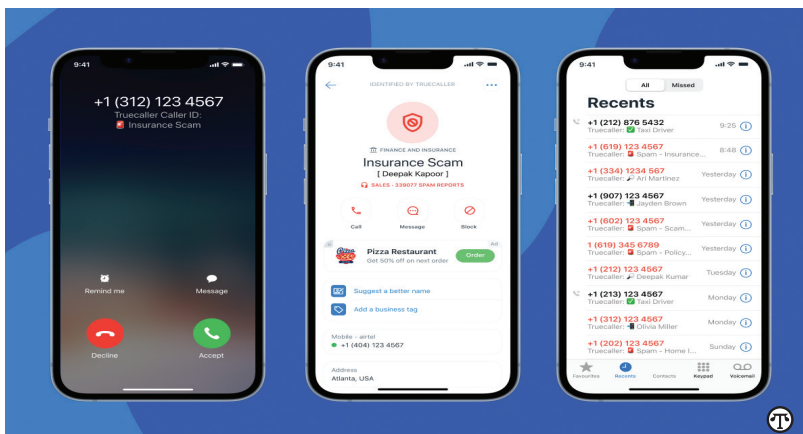 9:41
+1 (312) 123 4567
Truecaller Caller ID:
Insurance Scam
Remind me
Message
Decline
Accept
9:41
IDENTIFIED BY TRUECALLER
FINANCE AND INSURANCE
Insurance Scam
[ Deepak Kapoor ]
SALES - 338077 SPAM REPORTS
Call
Message
Block
Ad
Pizza
Pizza Restaurant
Get 50% off on next order
Order
Suggest a better name
Add a business tag
Mobile - airtel
+1 (404) 123 4567
Address
Atlanta, USA
9:41
All
Missed
Recents
+1 (212) 876 5432
Truecaller: Taxi Driver
9:25
+1 (619) 123 4567
Truecaller: Spam - Insurance...
8:48
+1 (334) 1234 567
Truecaller: Ari Martinez
Yesterday
+1 (907) 123 4567
Truecaller: Jayden Brown
Yesterday
+1 (602) 123 4567
Truecaller: Spam - Scam...
Yesterday
1 (619) 345 6789
Truecaller: Spam - Policy...
Yesterday
+1 (212) 123 4567
Truecaller: Deepak Kumar
Tuesday
+1 (213) 123 4567
Truecaller: Taxi Driver
Monday
+1 (312) 123 4567
Truecaller: Olivia Miller
Monday
+1 (202) 123 4567
Truecaller: Spam - Home I...
Sunday
Favourites
Recents
Contacts
Keypad
Voicemail